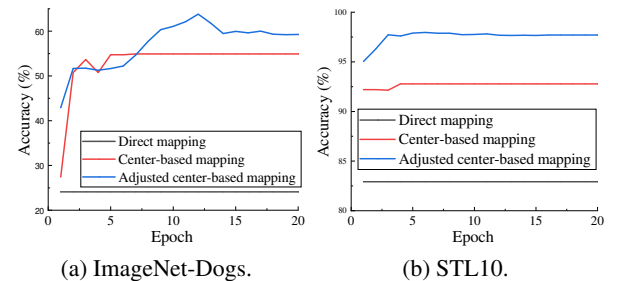 60
50
40
30
20
Accuracy (%)
Direct mapping
Center-based mapping
Adjusted center-based mapping
0 5 10 15 20
Epoch
(a) ImageNet-Dogs.
100
95
90
85
80
Accuracy (%)
Direct mapping
Center-based mapping
Adjusted center-based mapping
0 5 10 15 20
Epoch
(b) STL10.